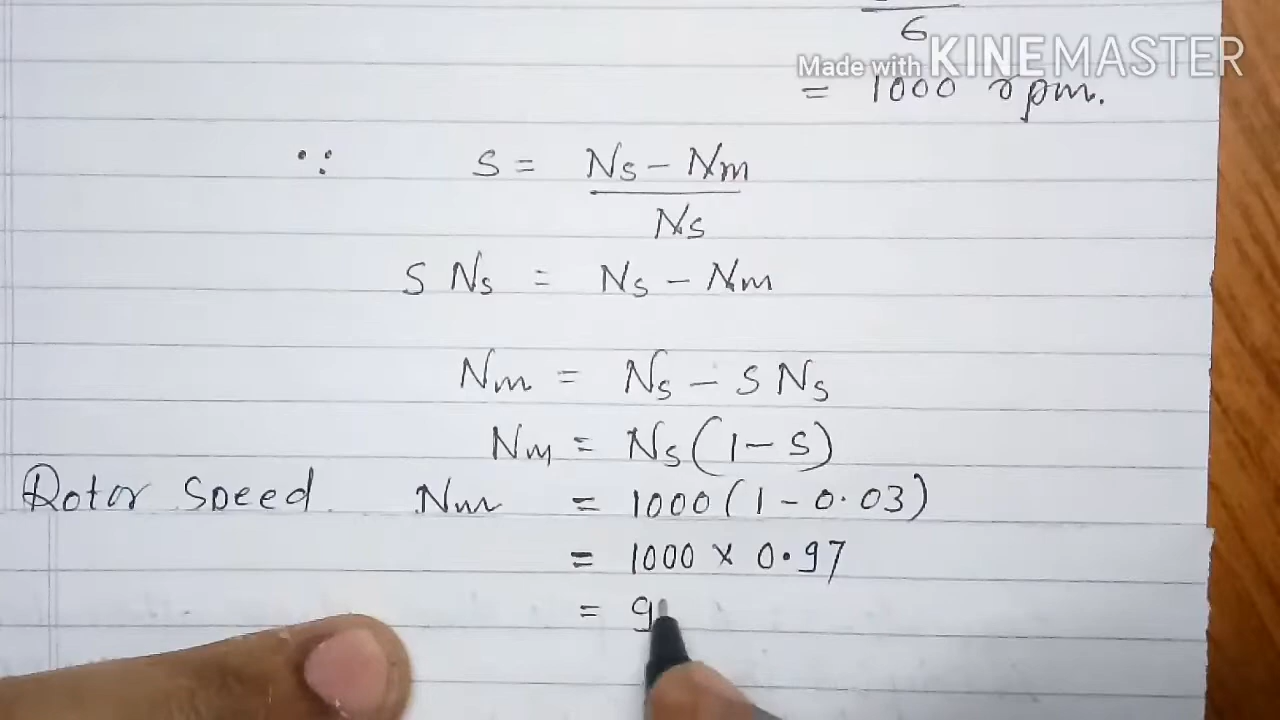 6
Made with KINEMASTER
= 1000 rpm.
∵ S = Ns - Nm
Ns
S Ns = Ns - Nm
Nm = Ns - S Ns
Nm = Ns (1 - S)
Rotor Speed Nm = 1000 (1 - 0.03)
= 1000 × 0.97
= 9